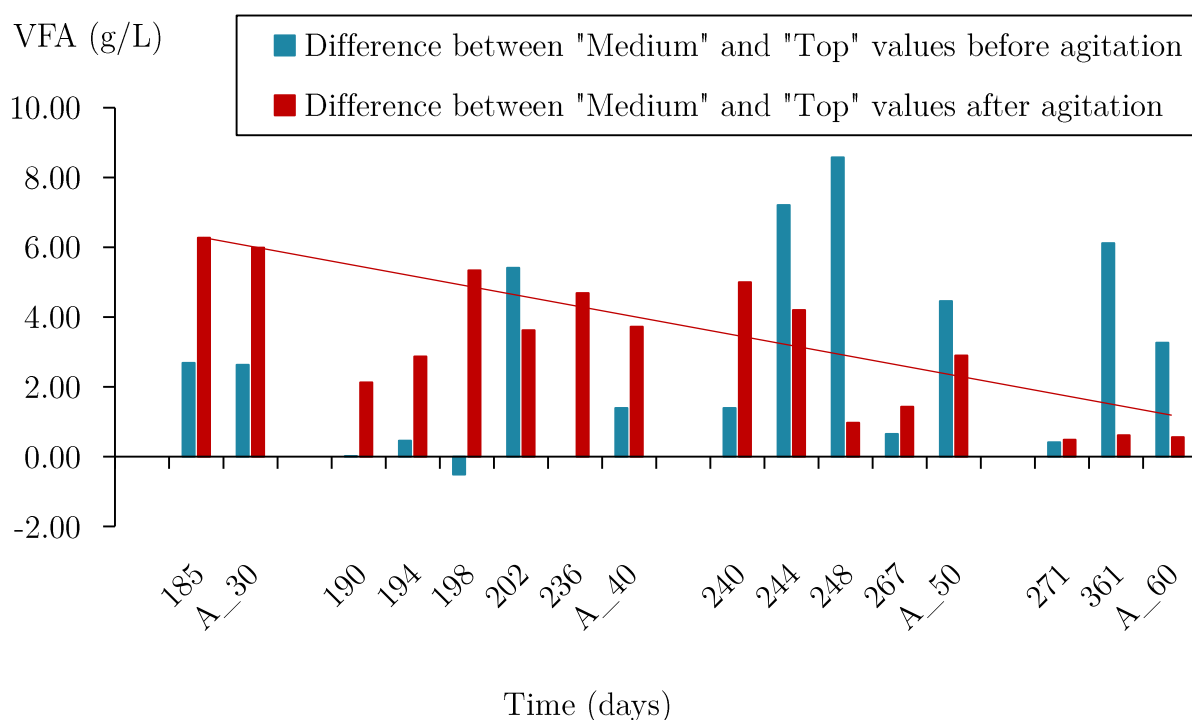 VFA (g/L)
Difference between "Medium" and "Top" values before agitation
Difference between "Medium" and "Top" values after agitation
10.00
8.00
6.00
4.00
2.00
0.00
-2.00
185 A_30 190 194 198 202 236 A_40 240 244 248 267 A_50 271 361 A_60
Time (days)